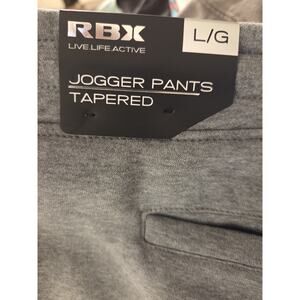 RBX
LIVE.LIFE.ACTIVE
L/G
JOGGER PANTS
TAPERED